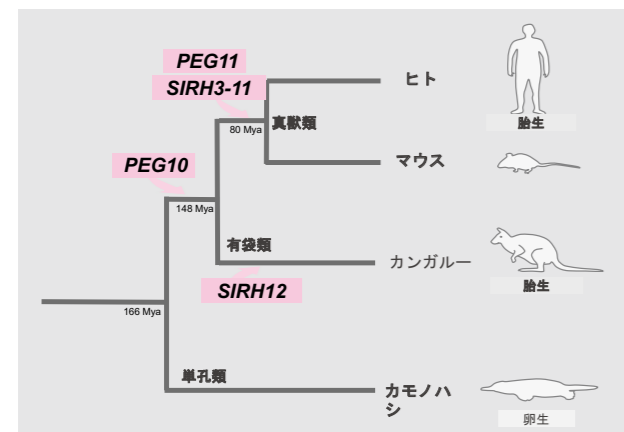 PEG11
SIRH3-11
ヒト
胎生
80 Mya
真獣類
マウス
PEG10
148 Mya
有袋類
カンガルー
胎生
SIRH12
166 Mya
単孔類
カモノハ
シ
卵生